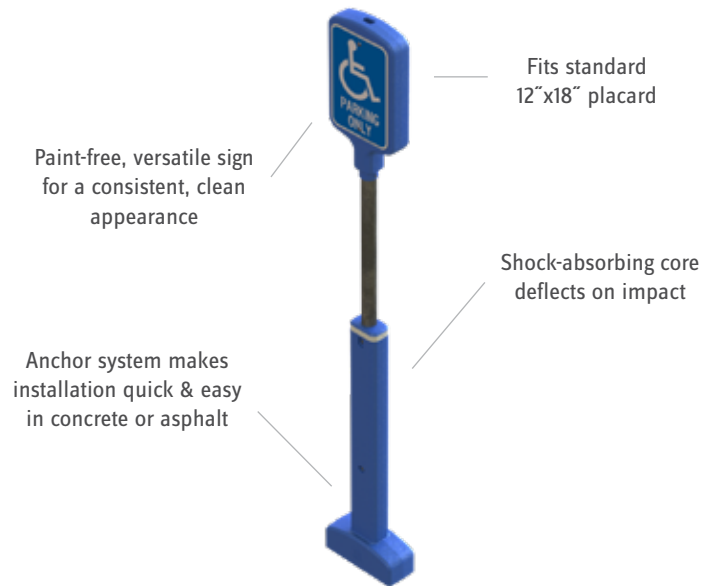 PARKING
ONLY
Fits standard
12˝x18˝ placard
Paint-free, versatile sign
for a consistent, clean
appearance
Shock-absorbing core
deflects on impact
Anchor system makes
installation quick & easy
in concrete or asphalt